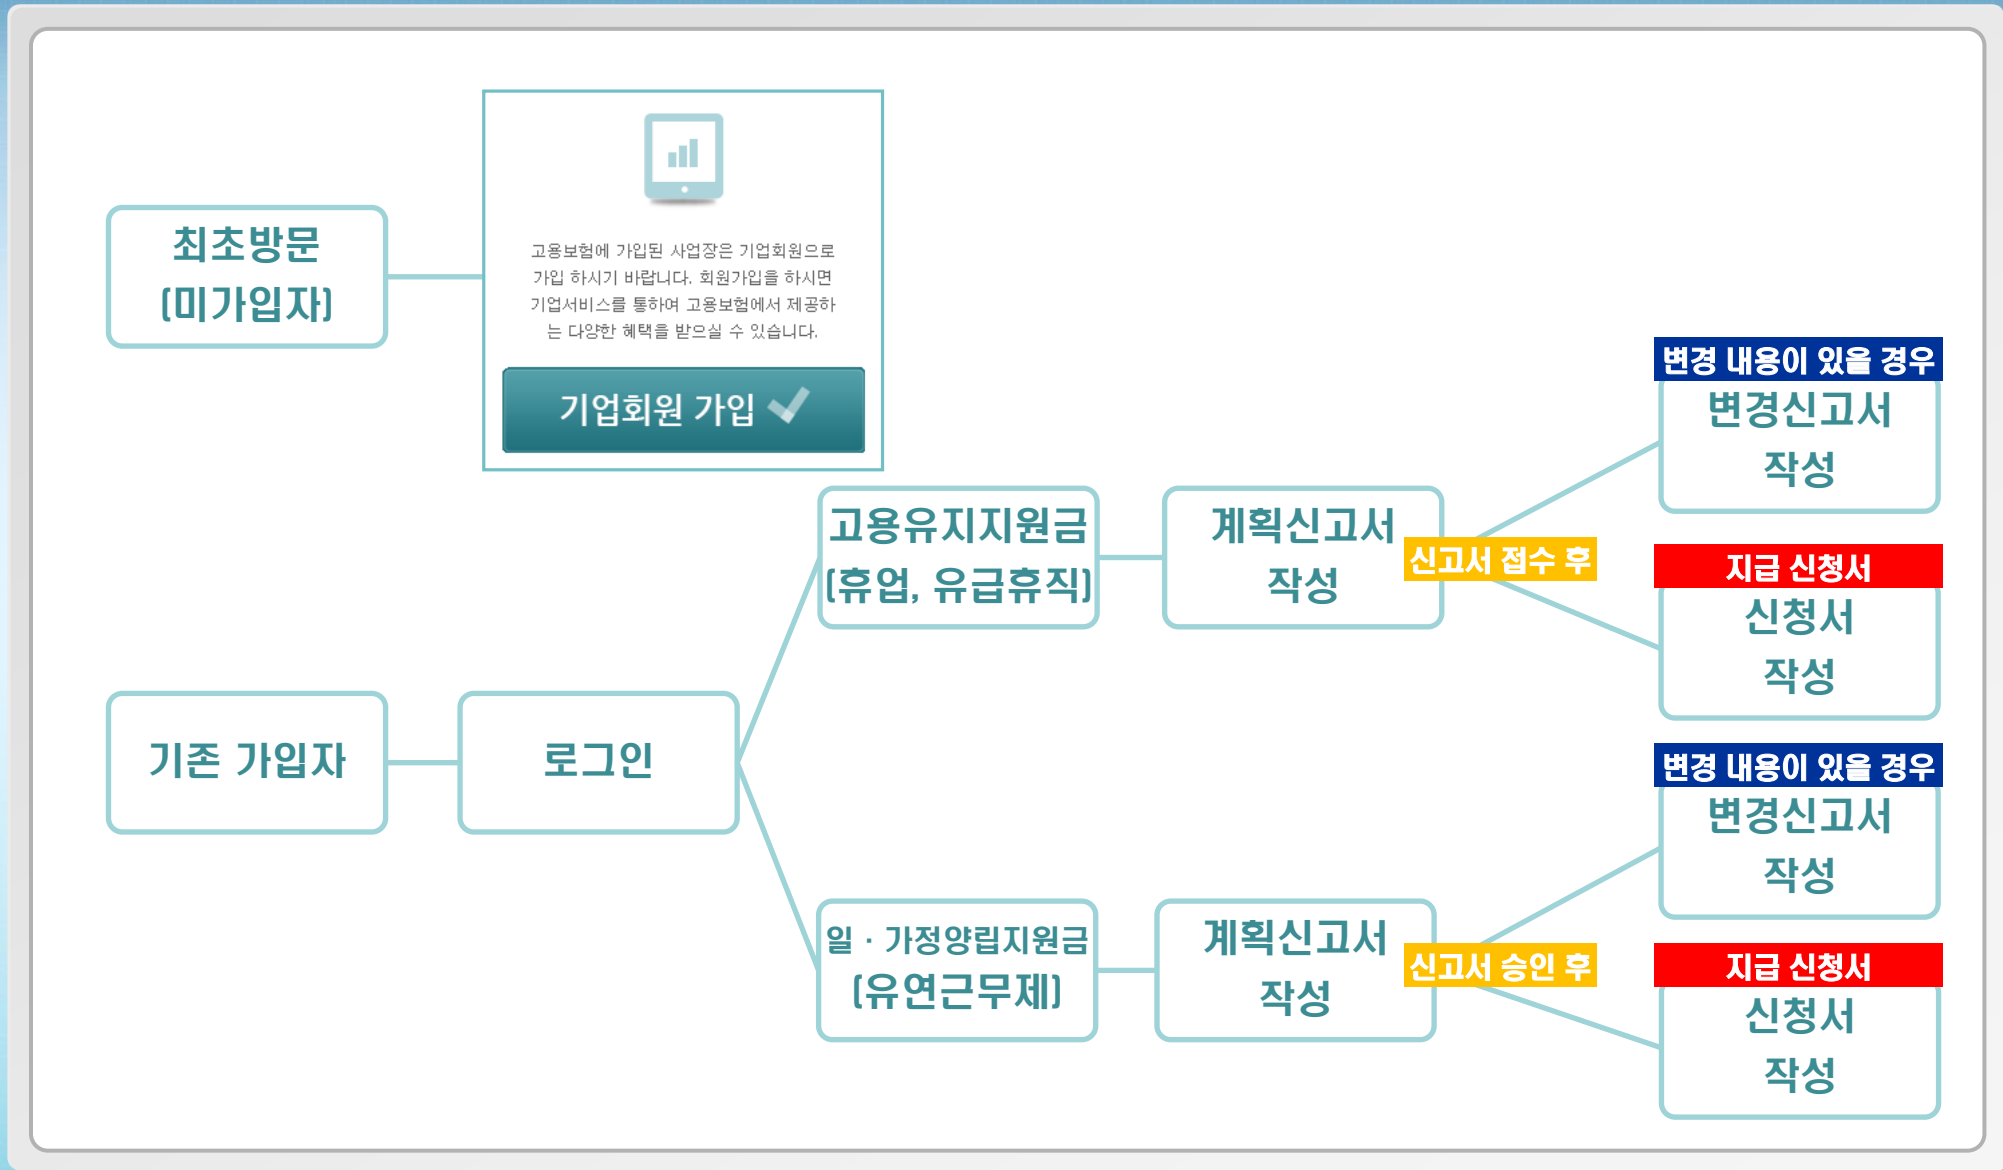 최초방문
(미가입자)
고용보험에 가입된 사업장은 기업회원으로
가입 하시기 바랍니다. 회원가입을 하시면
기업서비스를 통하여 고용보험에서 제공하
는 다양한 혜택을 받으실 수 있습니다.
기업회원 가입
기존 가입자
로그인
고용유지지원금
(휴업, 유급휴직)
계획신고서
작성
신고서 접수 후
변경 내용이 있을 경우
변경신고서
작성
지급 신청서
신청서
작성
일 · 가정양립지원금
(유연근무제)
계획신고서
작성
신고서 승인 후
변경 내용이 있을 경우
변경신고서
작성
지급 신청서
신청서
작성